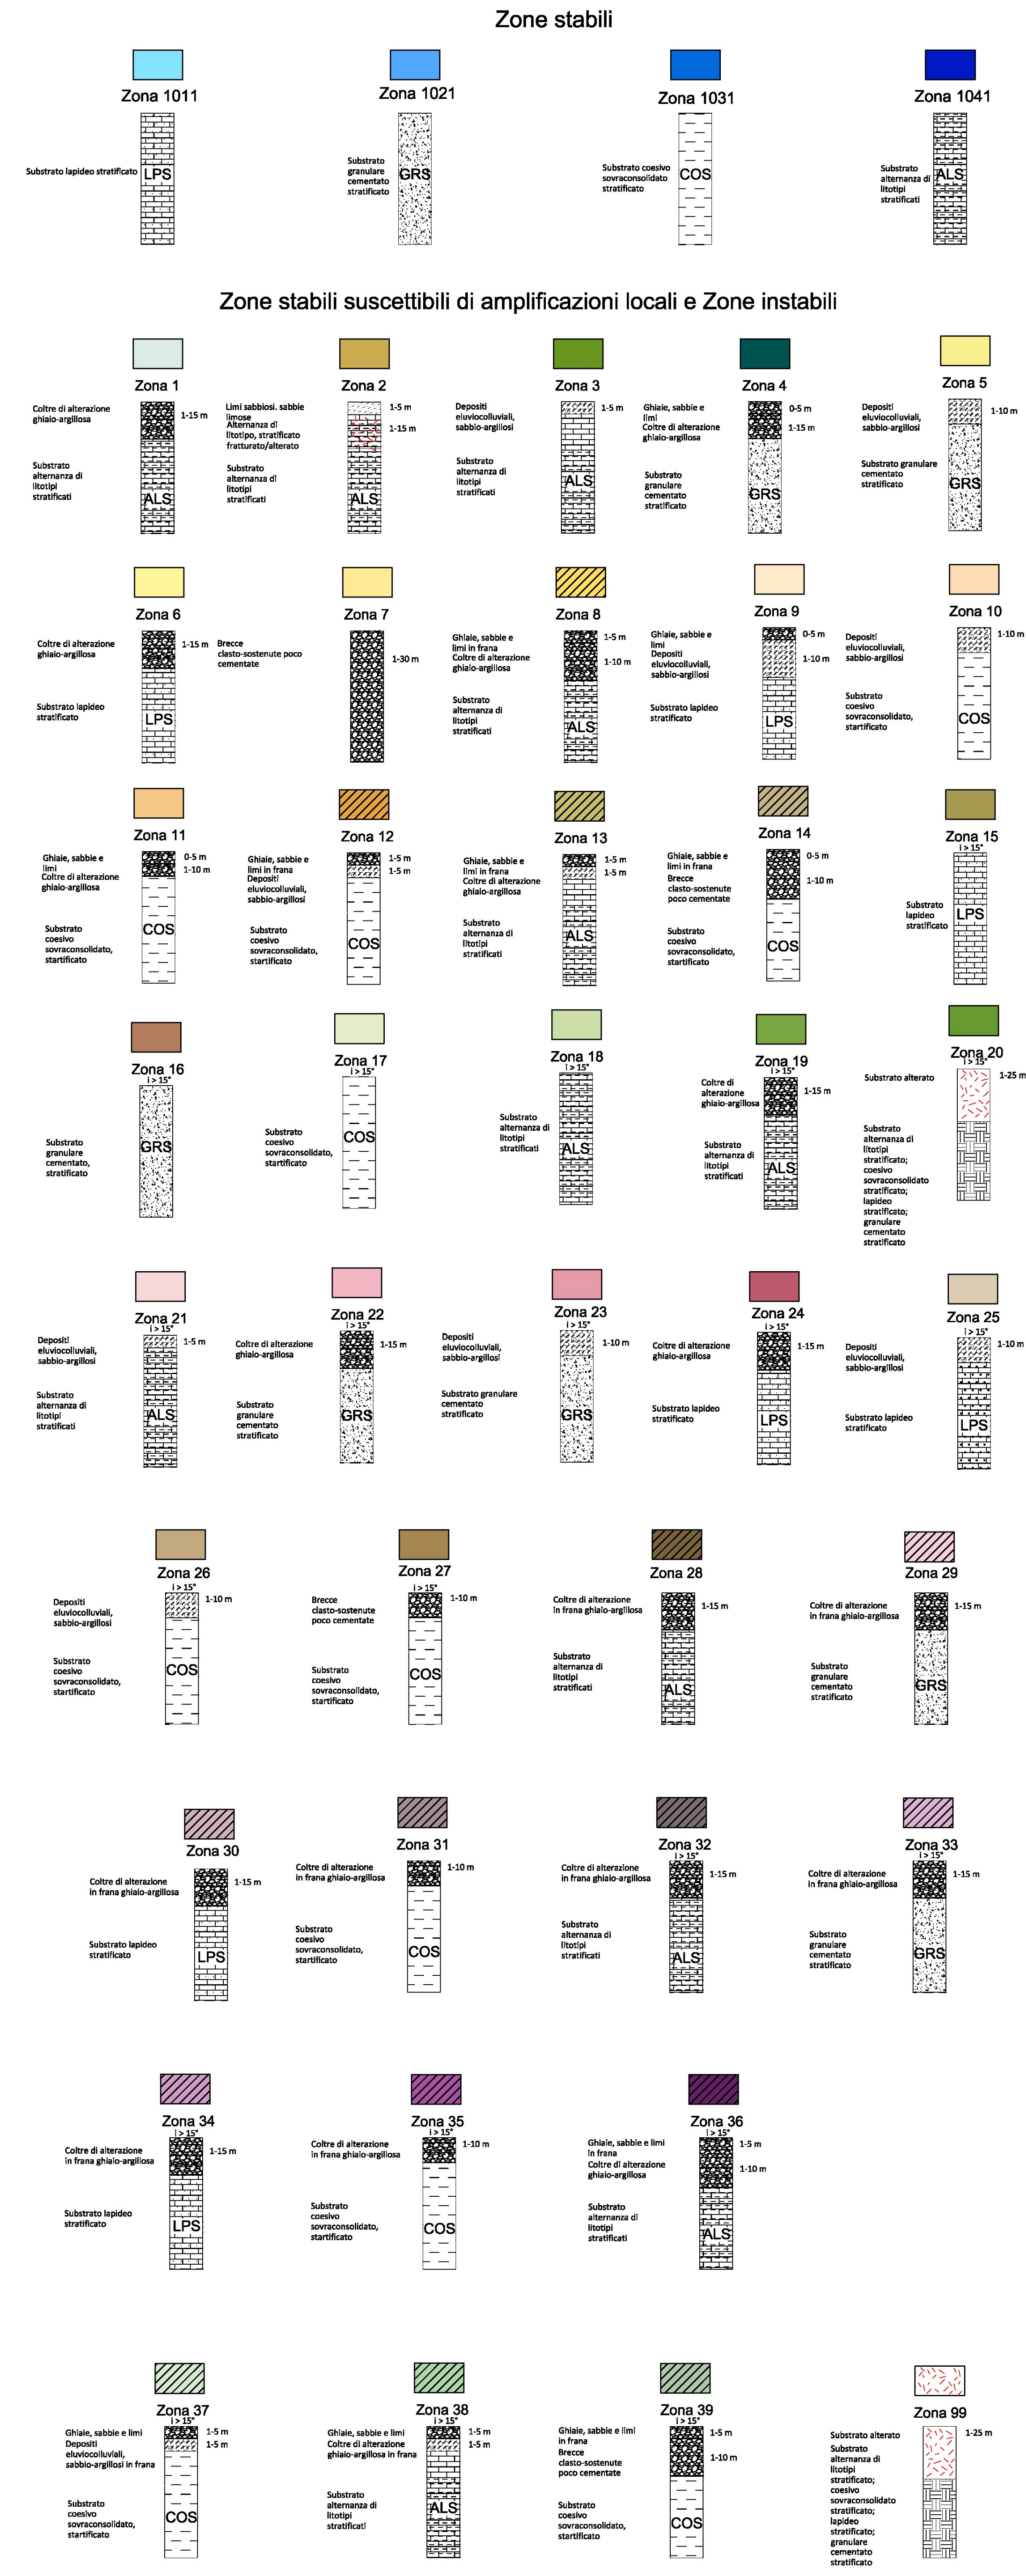 Zone stabili
Zona 1011
Substrato lapideo stratificato
LPS
Zona 1021
Substrato
granulare
cementato
stratificato
GRS
Zona 1031
Substrato coesivo
sovraconsolidato
stratificato
COS
Zona 1041
Substrato
alternanza di
litotipi
stratificati
ALS
Zone stabili suscettibili di amplificazioni locali e Zone instabili
Zona 1
Coltre di alterazione
ghiaio-argillosa
1-15 m
Substrato
alternanza di
litotipi
stratificati
ALS
Zona 2
Limi sabbiosi. sabbie
limose
Alternanza di
litotipo, stratificato
fratturato/alterato
1-5 m
1-15 m
Substrato
alternanza di
litotipi
stratificati
ALS
Zona 3
Depositi
eluviocolluviali,
sabbio-argillosi
1-5 m
Substrato
alternanza di
litotipi
stratificati
ALS
Zona 4
Ghiaie, sabbie e
limi
Coltre di alterazione
ghiaio-argillosa
0-5 m
1-15 m
Substrato
granulare
cementato
stratificato
GRS
Zona 5
Depositi
eluviocolluviali,
sabbio-argillosi
1-10 m
Substrato granulare
cementato
stratificato
GRS
Zona 6
Coltre di alterazione
ghiaio-argillosa
1-15 m
Substrato lapideo
stratificato
LPS
Zona 7
Brecce
clasto-sostenute poco
cementate
1-30 m
Zona 8
Ghiaie, sabbie e
limi in frana
Coltre di alterazione
ghiaio-argillosa
1-5 m
1-10 m
Substrato
alternanza di
litotipi
stratificati
ALS
Zona 9
Ghiaie, sabbie e
limi
Depositi
eluviocolluviali,
sabbio-argillosi
0-5 m
1-10 m
Substrato lapideo
stratificato
LPS
Zona 10
Depositi
eluviocolluviali,
sabbio-argillosi
1-10 m
Substrato
coesivo
sovraconsolidato,
startificato
COS
Zona 11
Ghiaie, sabbie e
limi
Coltre di alterazione
ghiaio-argillosa
0-5 m
1-10 m
Substrato
coesivo
sovraconsolidato,
startificato
COS
Zona 12
Ghiaie, sabbie e
limi in frana
Depositi
eluviocolluviali,
sabbio-argillosi
1-5 m
1-5 m
Substrato
coesivo
sovraconsolidato,
startificato
COS
Zona 13
Ghiaie, sabbie e
limi in frana
Coltre di alterazione
ghiaio-argillosa
1-5 m
1-5 m
Substrato
alternanza di
litotipi
stratificati
ALS
Zona 14
Ghiaie, sabbie e
limi in frana
Brecce
clasto-sostenute
poco cementate
0-5 m
1-10 m
Substrato
coesivo
sovraconsolidato,
startificato
COS
Zona 15
i > 15°
Substrato
lapideo
stratificato
LPS
Zona 16
i > 15°
Substrato
granulare
cementato,
stratificato
GRS
Zona 17
i > 15°
Substrato
coesivo
sovraconsolidato,
startificato
COS
Zona 18
i > 15°
Substrato
alternanza di
litotipi
stratificati
ALS
Zona 19
i > 15°
Coltre di
alterazione
ghiaio-argillosa
1-15 m
Substrato
alternanza di
litotipi
stratificati
ALS
Zona 20
i > 15°
Substrato alterato
1-25 m
Substrato
alternanza di
litotipi
stratificato;
coesivo
sovraconsolidato
stratificato;
lapideo
stratificato;
granulare
cementato
stratificato
Zona 21
i > 15°
Depositi
eluviocolluviali,
sabbio-argillosi
1-5 m
Substrato
alternanza di
litotipi
stratificati
ALS
Zona 22
i > 15°
Coltre di alterazione
ghiaio-argillosa
1-15 m
Substrato
granulare
cementato
stratificato
GRS
Zona 23
i > 15°
Depositi
eluviocolluviali,
sabbio-argillosi
1-10 m
Substrato granulare
cementato
stratificato
GRS
Zona 24
i > 15°
Coltre di alterazione
ghiaio-argillosa
1-15 m
Substrato lapideo
stratificato
LPS
Zona 25
i > 15°
Depositi
eluviocolluviali,
sabbio-argillosi
1-10 m
Substrato lapideo
stratificato
LPS
Zona 26
i > 15°
Depositi
eluviocolluviali,
sabbio-argillosi
1-10 m
Substrato
coesivo
sovraconsolidato,
startificato
COS
Zona 27
i > 15°
Brecce
clasto-sostenute
poco cementate
1-10 m
Substrato
coesivo
sovraconsolidato,
startificato
COS
Zona 28
Coltre di alterazione
in frana ghiaio-argillosa
1-15 m
Substrato
alternanza di
litotipi
stratificati
ALS
Zona 29
Coltre di alterazione
in frana ghiaio-argillosa
1-15 m
Substrato
granulare
cementato
stratificato
GRS
Zona 30
Coltre di alterazione
in frana ghiaio-argillosa
1-15 m
Substrato lapideo
stratificato
LPS
Zona 31
Coltre di alterazione
in frana ghiaio-argillosa
1-10 m
Substrato
coesivo
sovraconsolidato,
startificato
COS
Zona 32
i > 15°
Coltre di alterazione
in frana ghiaio-argillosa
1-15 m
Substrato
alternanza di
litotipi
stratificati
ALS
Zona 33
i > 15°
Coltre di alterazione
in frana ghiaio-argillosa
1-15 m
Substrato
granulare
cementato
stratificato
GRS
Zona 34
i > 15°
Coltre di alterazione
in frana ghiaio-argillosa
1-15 m
Substrato lapideo
stratificato
LPS
Zona 35
i > 15°
Coltre di alterazione
in frana ghiaio-argillosa
1-10 m
Substrato
coesivo
sovraconsolidato,
startificato
COS
Zona 36
i > 15°
Ghiaie, sabbie e limi
in frana
Coltre di alterazione
ghiaio-argillosa
1-5 m
1-10 m
Substrato
alternanza di
litotipi
stratificati
ALS
Zona 37
i > 15°
Ghiaie, sabbie e limi
Depositi
eluviocolluviali,
sabbio-argillosi in frana
1-5 m
1-5 m
Substrato
coesivo
sovraconsolidato,
startificato
COS
Zona 38
i > 15°
Ghiaie, sabbie e limi
Coltre di alterazione
ghiaio-argillosa in frana
1-5 m
1-5 m
Substrato
alternanza di
litotipi
stratificati
ALS
Zona 39
i > 15°
Ghiaie, sabbie e limi
in frana
Brecce
clasto-sostenute
poco cementate
1-5 m
1-10 m
Substrato
coesivo
sovraconsolidato,
startificato
COS
Zona 99
Substrato alterato
1-25 m
Substrato
alternanza di
litotipi
stratificato;
coesivo
sovraconsolidato
stratificato;
lapideo
stratificato;
granulare
cementato
stratificato